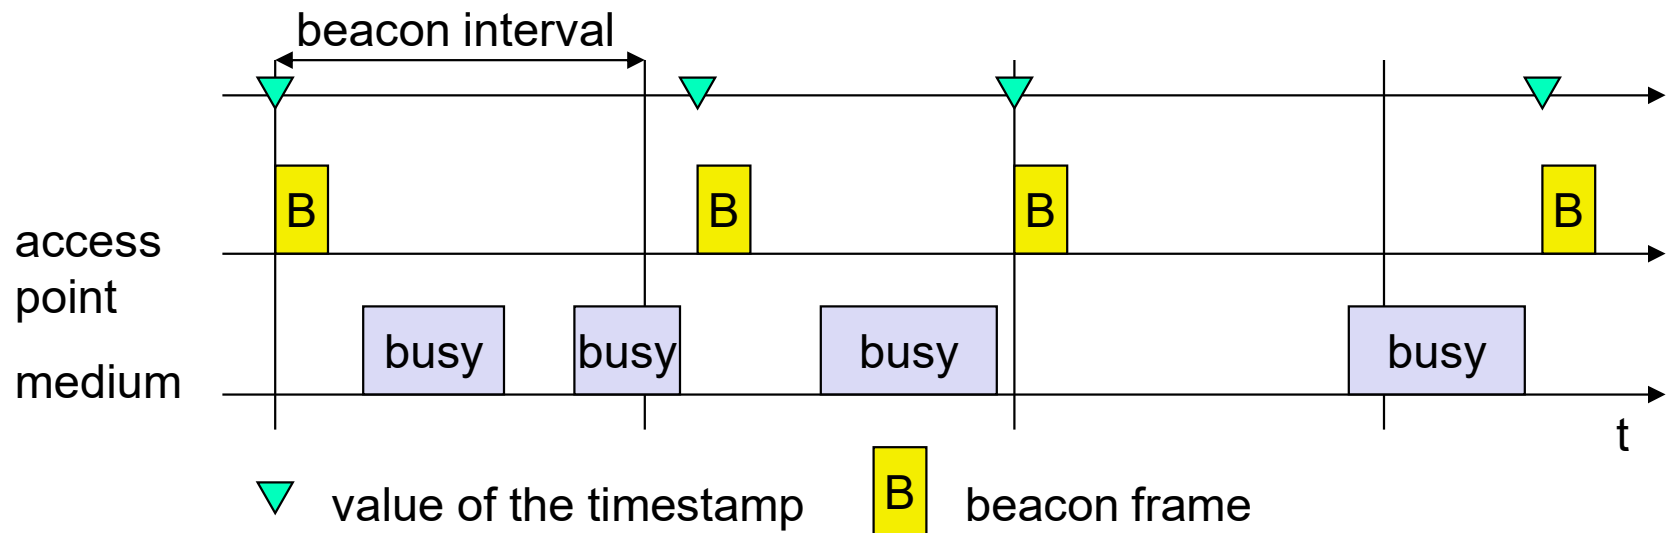 beacon interval
B
B
B
B
access
point
busy
busy
busy
busy
medium
t
value of the timestamp
B
beacon frame